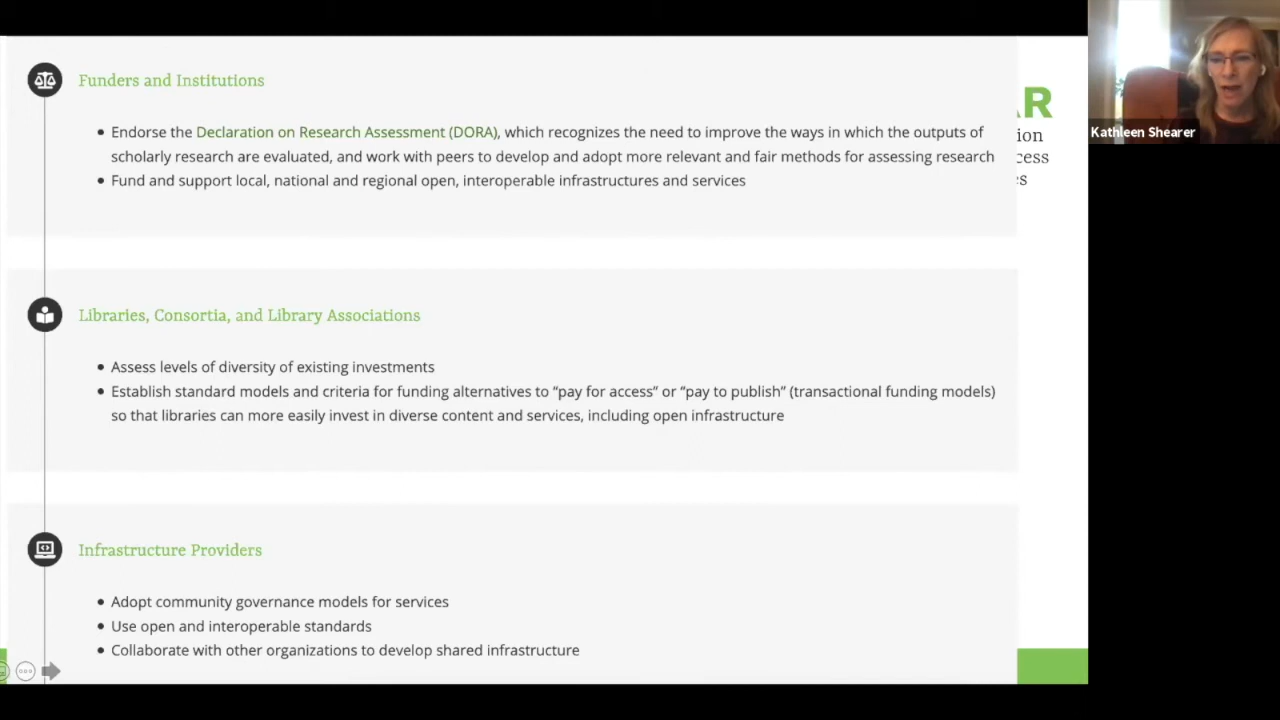 Funders and Institutions
Endorse the Declaration on Research Assessment (DORA), which recognizes the need to improve the ways in which the outputs of
scholarly research are evaluated, and work with peers to develop and adopt more relevant and fair methods for assessing research
Fund and support local, national and regional open, interoperable infrastructures and services
AR
ion
cess
es
Kathleen Shearer
Libraries, Consortia, and Library Associations
Assess levels of diversity of existing investments
Establish standard models and criteria for funding alternatives to “pay for access” or “pay to publish” (transactional funding models)
so that libraries can more easily invest in diverse content and services, including open infrastructure
Infrastructure Providers
Adopt community governance models for services
Use open and interoperable standards
Collaborate with other organizations to develop shared infrastructure